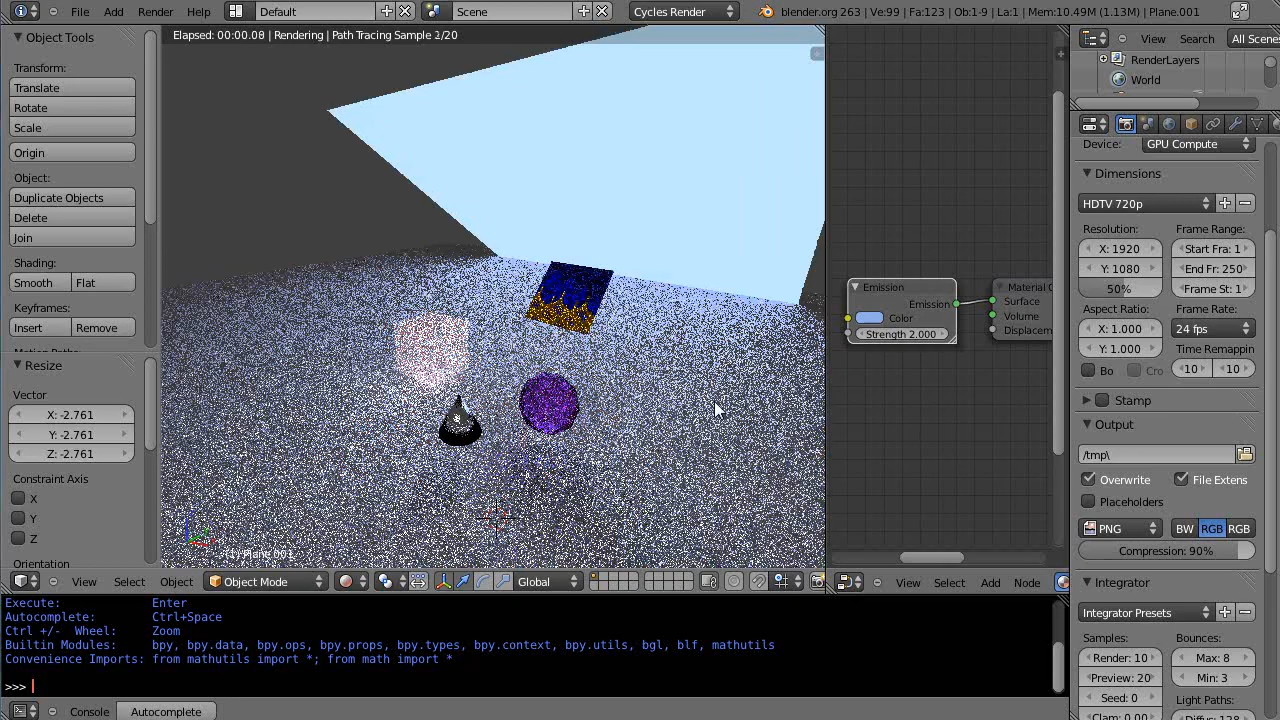 File Add Render Help Default Scene Cycles Render blender.org 263 | Ve:99 | Fa:123 | Ob:1-9 | La:1 | Mem:10.49M (1.13M) | Plane.001
Object Tools
Transform:
Translate
Rotate
Scale
Origin
Object:
Duplicate Objects
Delete
Join
Shading:
Smooth Flat
Keyframes:
Insert Remove
Resize
Vector
X: -2.761
Y: -2.761
Z: -2.761
Constraint Axis
X
Y
Z
Orientation
Elapsed: 00:00.08 | Rendering | Path Tracing Sample 2/20
(1) Plane.001
View Select Object Object Mode Global
Emission
Emission
Color
Strength 2.000
Material O
Surface
Volume
Displacem
View Select Add Node
View Search All Scene
RenderLayers
World
Device: GPU Compute
Dimensions
HDTV 720p
Resolution: Frame Range:
X: 1920 Start Fra: 1
Y: 1080 End Fr: 250
50% Frame St: 1
Aspect Ratio: Frame Rate:
X: 1.000 24 fps
Y: 1.000 Time Remappin
Bo Cro 10 10
Stamp
Output
/tmp\
Overwrite File Extens
Placeholders
PNG BW RGB RGB
Compression: 90%
Integrator
Integrator Presets
Samples: Bounces:
Render: 10 Max: 8
Preview: 20 Min: 3
Seed: 0 Light Paths:
Clam: 0.00 Diffu: 128
Execute: Enter
Autocomplete: Ctrl+Space
Ctrl +/- Wheel: Zoom
Builtin Modules: bpy, bpy.data, bpy.ops, bpy.props, bpy.types, bpy.context, bpy.utils, bgl, blf, mathutils
Convenience Imports: from mathutils import *; from math import *
>>>
Console Autocomplete